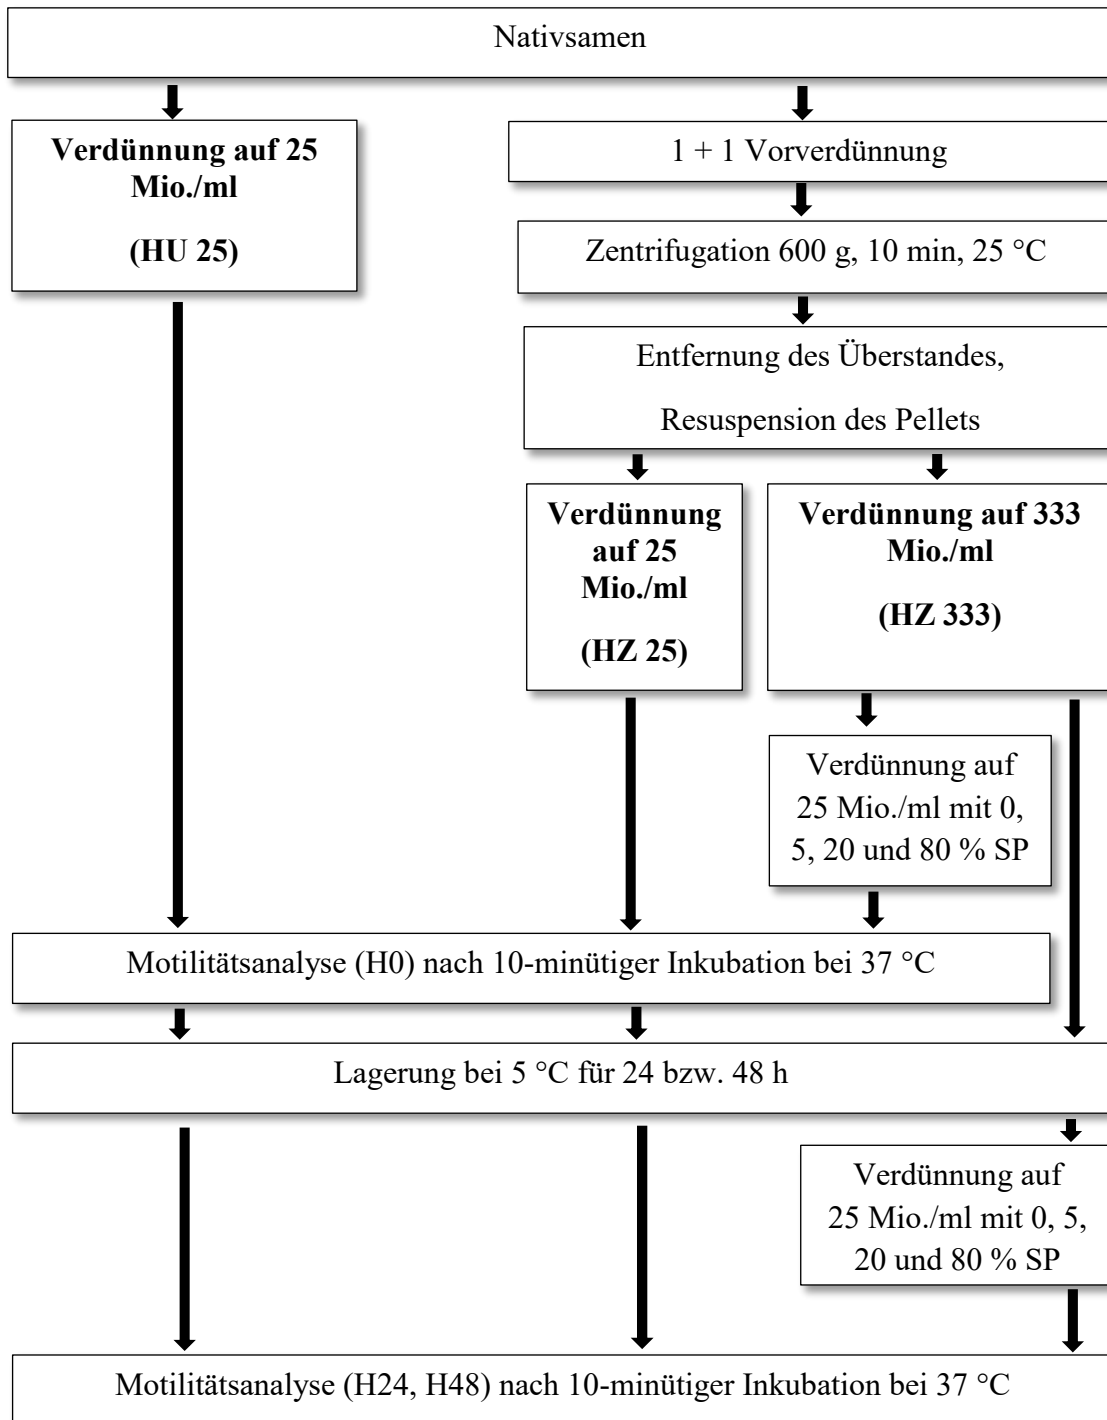 Nativsamen
Verdünnung auf 25
Mio./ml
(HU 25)
1 + 1 Vorverdünnung
Zentrifugation 600 g, 10 min, 25 °C
Entfernung des Überstandes,
Resuspension des Pellets
Verdünnung
auf 25
Mio./ml
(HZ 25)
Verdünnung auf 333
Mio./ml
(HZ 333)
Verdünnung auf
25 Mio./ml mit 0,
5, 20 und 80 % SP
Motilitätsanalyse (H0) nach 10-minütiger Inkubation bei 37 °C
Lagerung bei 5 °C für 24 bzw. 48 h
Verdünnung auf
25 Mio./ml mit 0, 5,
20 und 80 % SP
Motilitätsanalyse (H24, H48) nach 10-minütiger Inkubation bei 37 °C